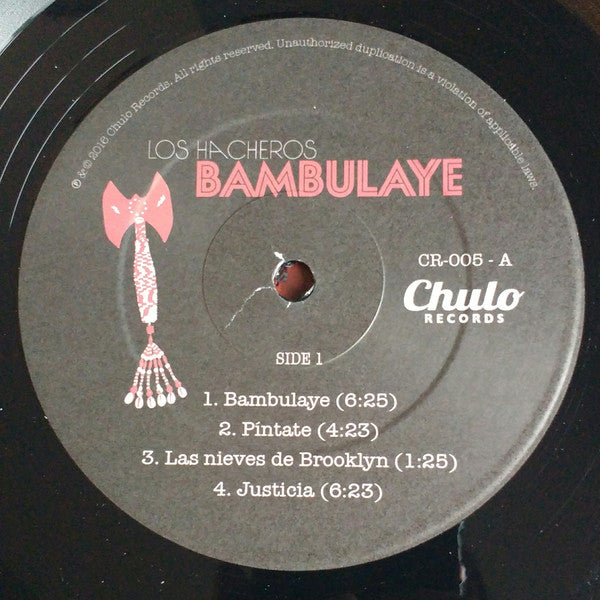 ℗ & © 2016 Chulo Records. All rights reserved. Unauthorized duplication is a violation of applicable laws.
LOS HACHEROS
BAMBULAYE
CR-005 - A
Chulo
RECORDS
SIDE 1
1. Bambulaye (6:25)
2. Píntate (4:23)
3. Las nieves de Brooklyn (1:25)
4. Justicia (6:23)